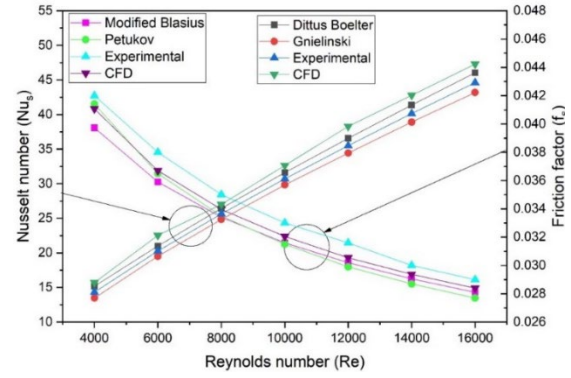 Modified Blasius
Petukov
Experimental
CFD
Dittus Boelter
Gnielinski
Experimental
CFD
Nusselt number (Nuₛ)
55
50
45
40
35
30
25
20
15
10
0.048
0.046
0.044
0.042
0.040
0.038
0.036
0.034
0.032
0.030
0.028
0.026
Friction factor (fₛ)
4000 6000 8000 10000 12000 14000 16000
Reynolds number (Re)